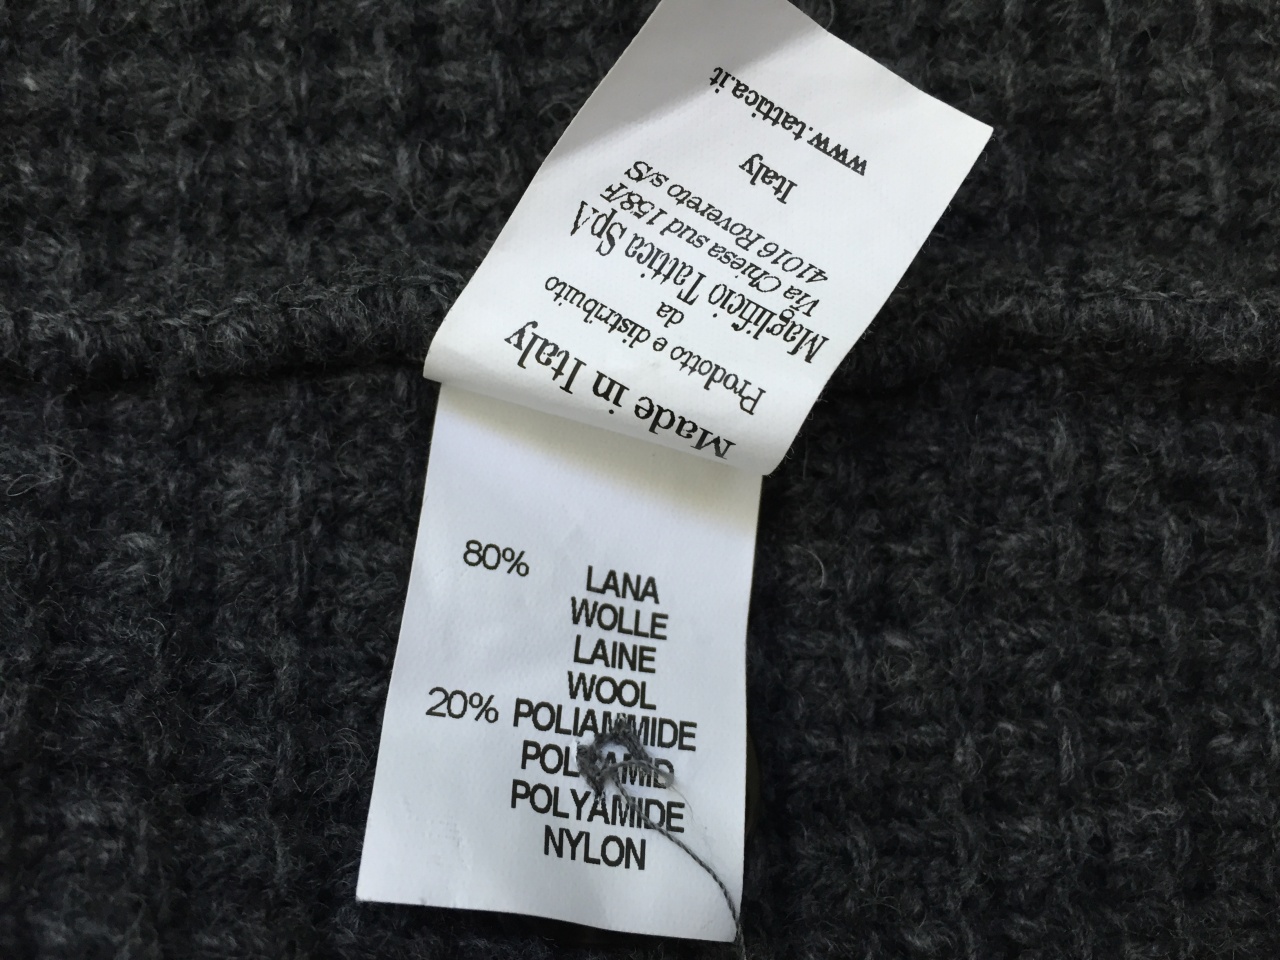 Made in Italy
Prodotto e distribuito
da
Maglificio Tattica SpA
Via Chiesa sud 158/F
41016 Rovereto s/S
Italy
www.tattica.it
80% LANA
WOLLE
LAINE
WOOL
20% POLIAMMIDE
POLYAMID
POLYAMIDE
NYLON